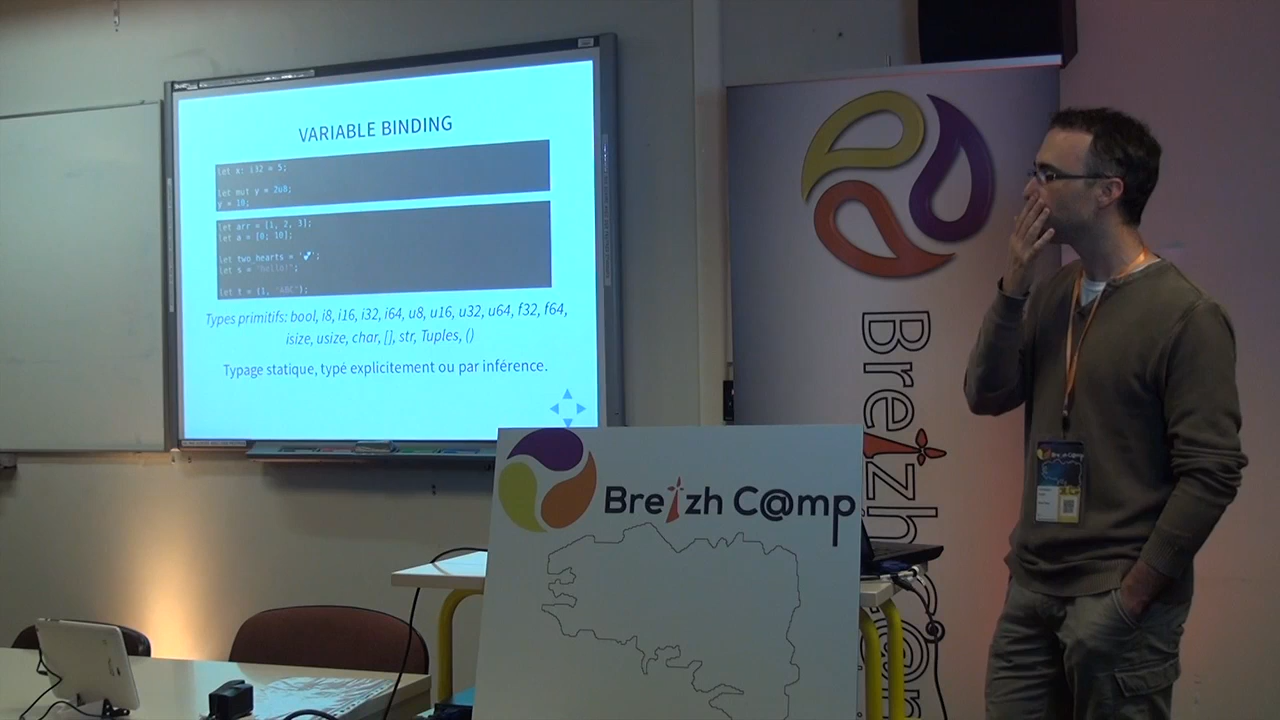 VARIABLE BINDING
let x: i32 = 5;
let mut y = 2u8;
y = 10;
let arr = [1, 2, 3];
let a = [0; 10];
let two_hearts = '💕';
let s = "hello!";
let t = (1, "ABC");
Types primitifs: bool, i8, i16, i32, i64, u8, u16, u32, u64, f32, f64,
isize, usize, char, [], str, Tuples, ()
Typage statique, typé explicitement ou par inférence.
Breizh C@mp
Breizh C@m